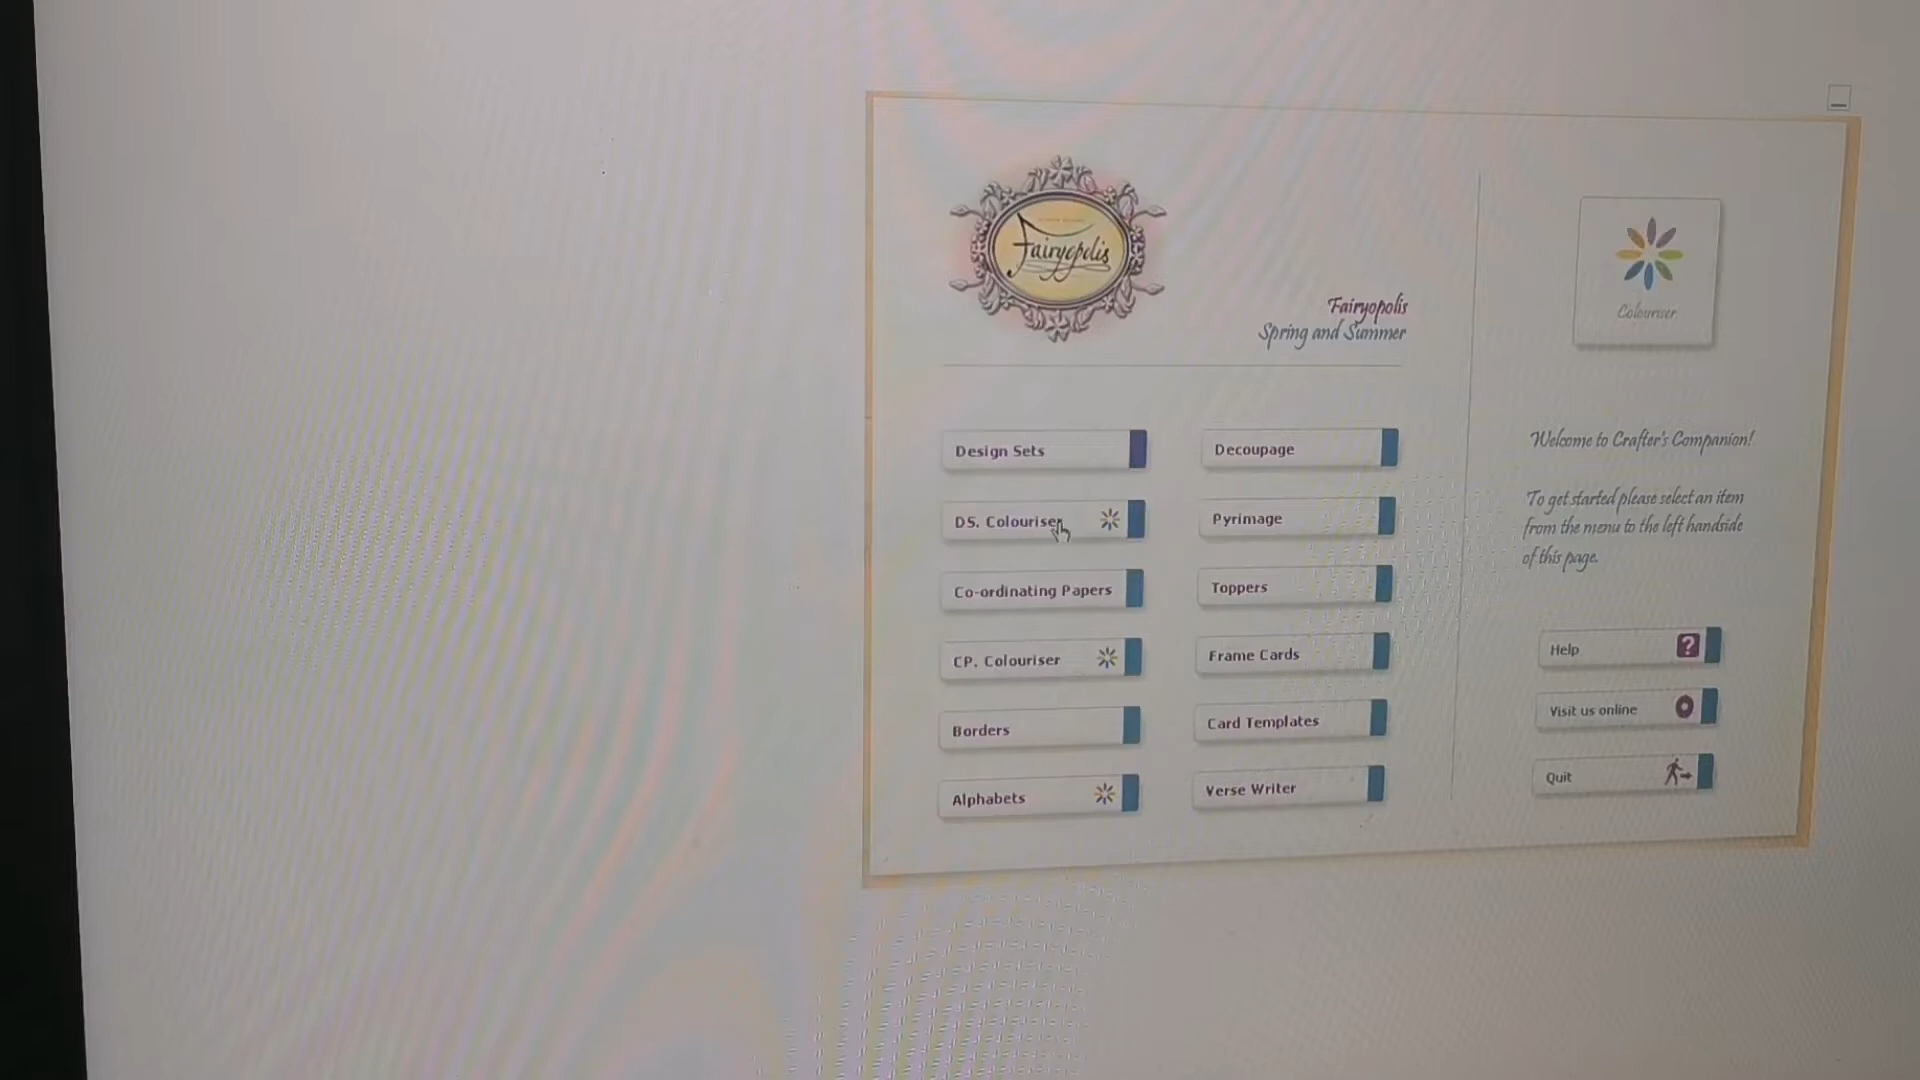 Fairyopolis
Fairyopolis
Spring and Summer
Colouriser
Design Sets
DS. Colouriser
Co-ordinating Papers
CP. Colouriser
Borders
Alphabets
Decoupage
Pyrimage
Toppers
Frame Cards
Card Templates
Verse Writer
Welcome to Crafter's Companion!
To get started please select an item
from the menu to the left handside
of this page.
Help
?
Visit us online
Quit